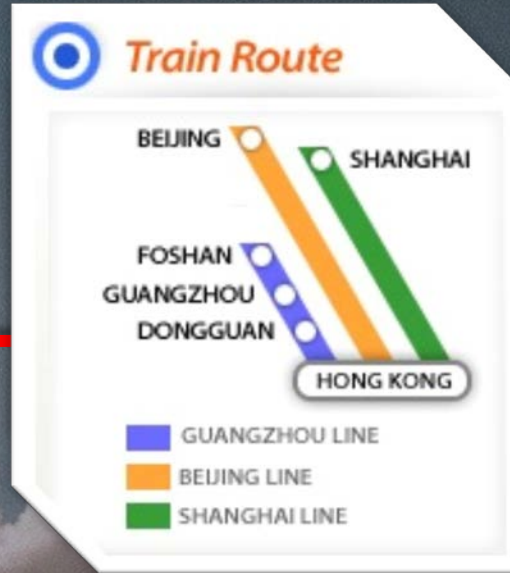 Train Route
BEIJING
SHANGHAI
FOSHAN
GUANGZHOU
DONGGUAN
HONG KONG
GUANGZHOU LINE
BEIJING LINE
SHANGHAI LINE